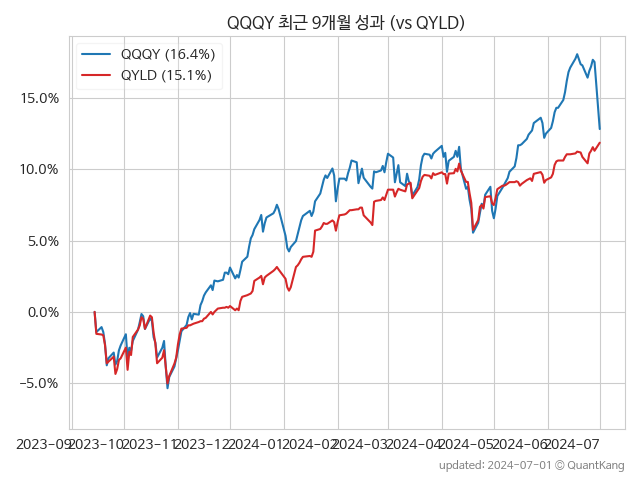 QQQY 최근 9개월 성과 (vs QYLD)
QQQY (16.4%)
QYLD (15.1%)
15.0%
10.0%
5.0%
0.0%
−5.0%
2023-09 2023-10 2023-11 2023-12 2024-01 2024-02 2024-03 2024-04 2024-05 2024-06 2024-07
updated: 2024-07-01 © QuantKang